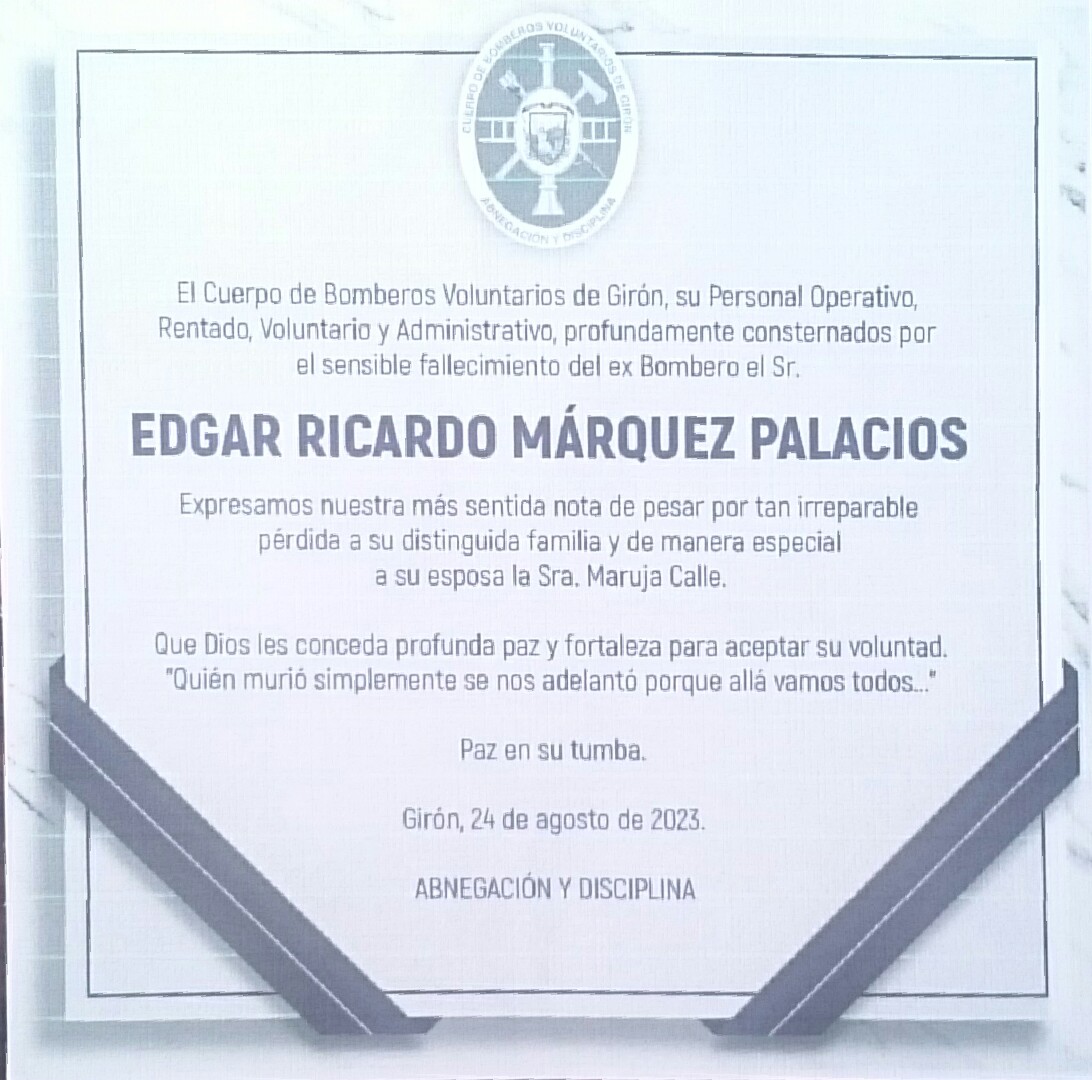 CUERPO DE BOMBEROS VOLUNTARIOS DE GIRÓN
ABNEGACIÓN Y DISCIPLINA
El Cuerpo de Bomberos Voluntarios de Girón, su Personal Operativo,
Rentado, Voluntario y Administrativo, profundamente consternados por
el sensible fallecimiento del ex Bombero el Sr.
EDGAR RICARDO MÁRQUEZ PALACIOS
Expresamos nuestra más sentida nota de pesar por tan irreparable
pérdida a su distinguida familia y de manera especial
a su esposa la Sra. Maruja Calle.
Que Dios les conceda profunda paz y fortaleza para aceptar su voluntad.
"Quién murió simplemente se nos adelantó porque allá vamos todos..."
Paz en su tumba.
Girón, 24 de agosto de 2023.
ABNEGACIÓN Y DISCIPLINA